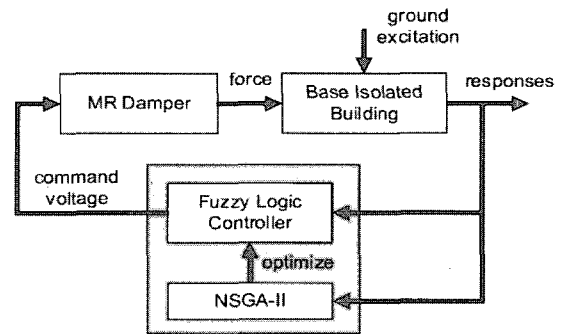 ground
excitation
force
responses
MR Damper
Base Isolated
Building
command
voltage
Fuzzy Logic
Controller
optimize
NSGA-II